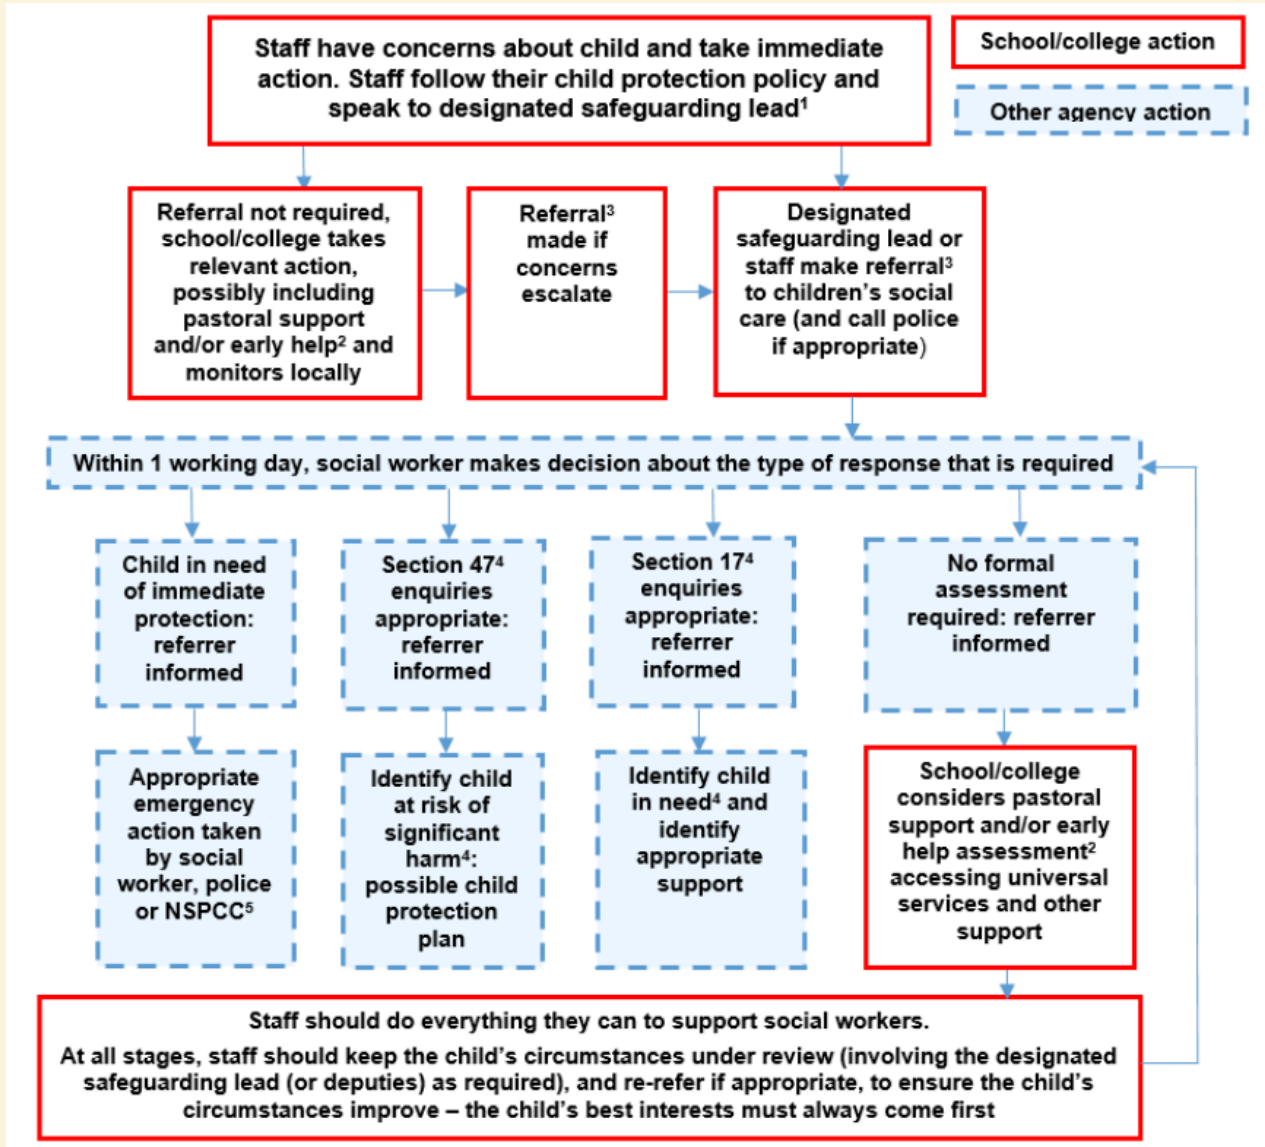 Staff have concerns about child and take immediate
action. Staff follow their child protection policy and
speak to designated safeguarding lead¹
School/college action
Other agency action
Referral not required,
school/college takes
relevant action,
possibly including
pastoral support
and/or early help² and
monitors locally
Referral³
made if
concerns
escalate
Designated
safeguarding lead or
staff make referral³
to children’s social
care (and call police
if appropriate)
Within 1 working day, social worker makes decision about the type of response that is required
Child in need
of immediate
protection:
referrer
informed
Section 47⁴
enquiries
appropriate:
referrer
informed
Section 17⁴
enquiries
appropriate:
referrer
informed
No formal
assessment
required: referrer
informed
Appropriate
emergency
action taken
by social
worker, police
or NSPCC⁵
Identify child
at risk of
significant
harm⁴:
possible child
protection
plan
Identify child
in need⁴ and
identify
appropriate
support
School/college
considers pastoral
support and/or early
help assessment²
accessing universal
services and other
support
Staff should do everything they can to support social workers.
At all stages, staff should keep the child’s circumstances under review (involving the designated
safeguarding lead (or deputies) as required), and re-refer if appropriate, to ensure the child’s
circumstances improve – the child’s best interests must always come first